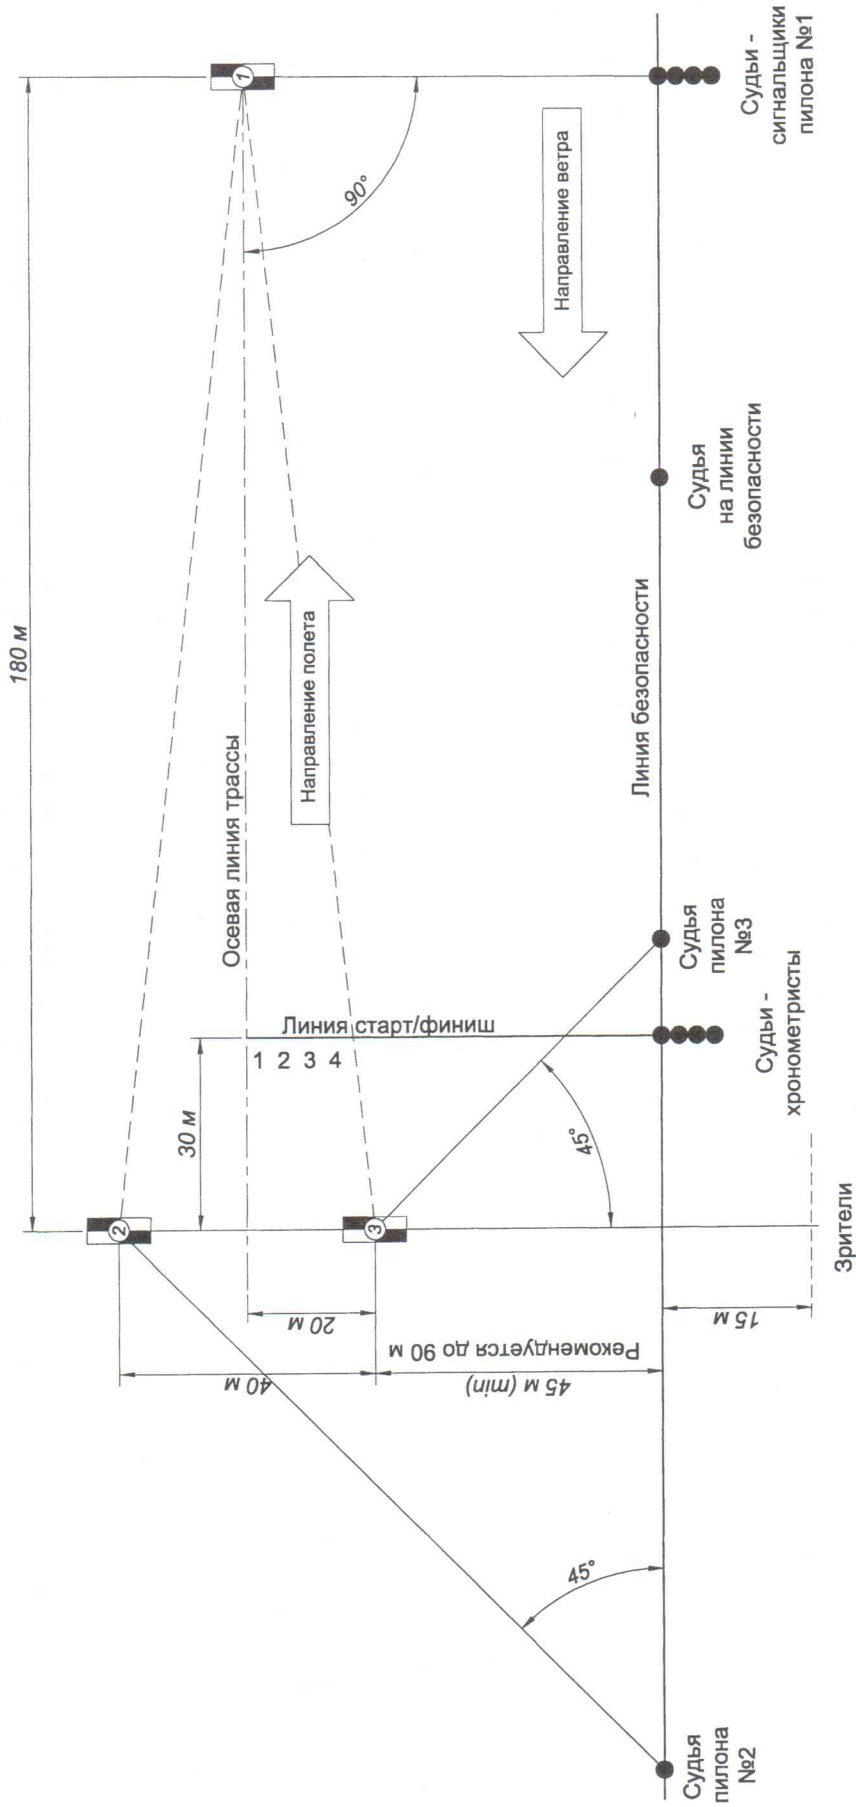 180 м
1
90°
Судьи -
сигнальщики
пилона №1
Направление ветра
Осевая линия трассы
Направление полета
Линия безопасности
Судья
на линии
безопасности
30 м
Линия старт/финиш
1 2 3 4
2
3
45°
Судья
пилона
№3
Судьи -
хронометристы
20 м
40 м
45 м (min)
Рекомендуется до 90 м
15 м
Зрители
45°
Судья
пилона
№2